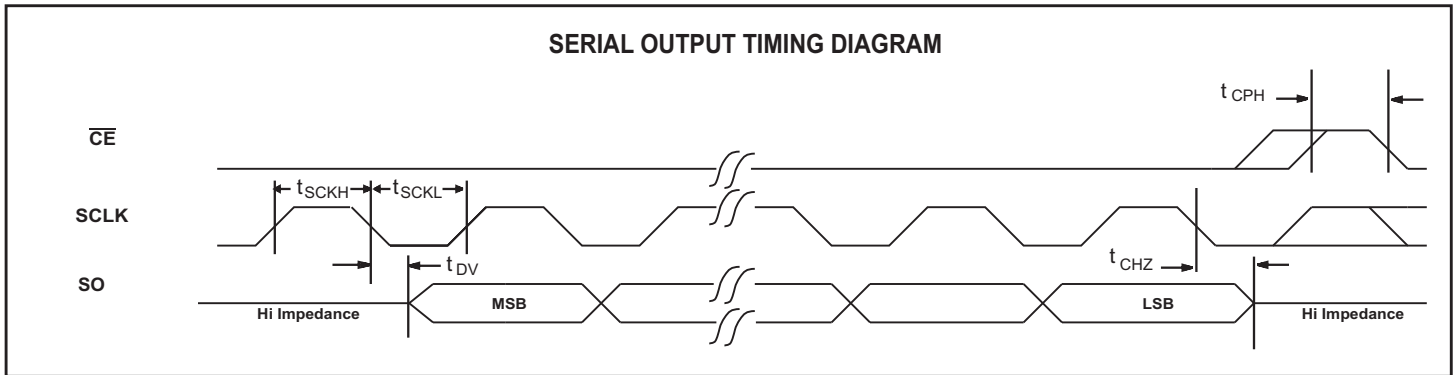 SERIAL OUTPUT TIMING DIAGRAM
t CPH
CE
t SCKH t SCKL
SCLK
t DV
t CHZ
SO
MSB LSB
Hi Impedance Hi Impedance